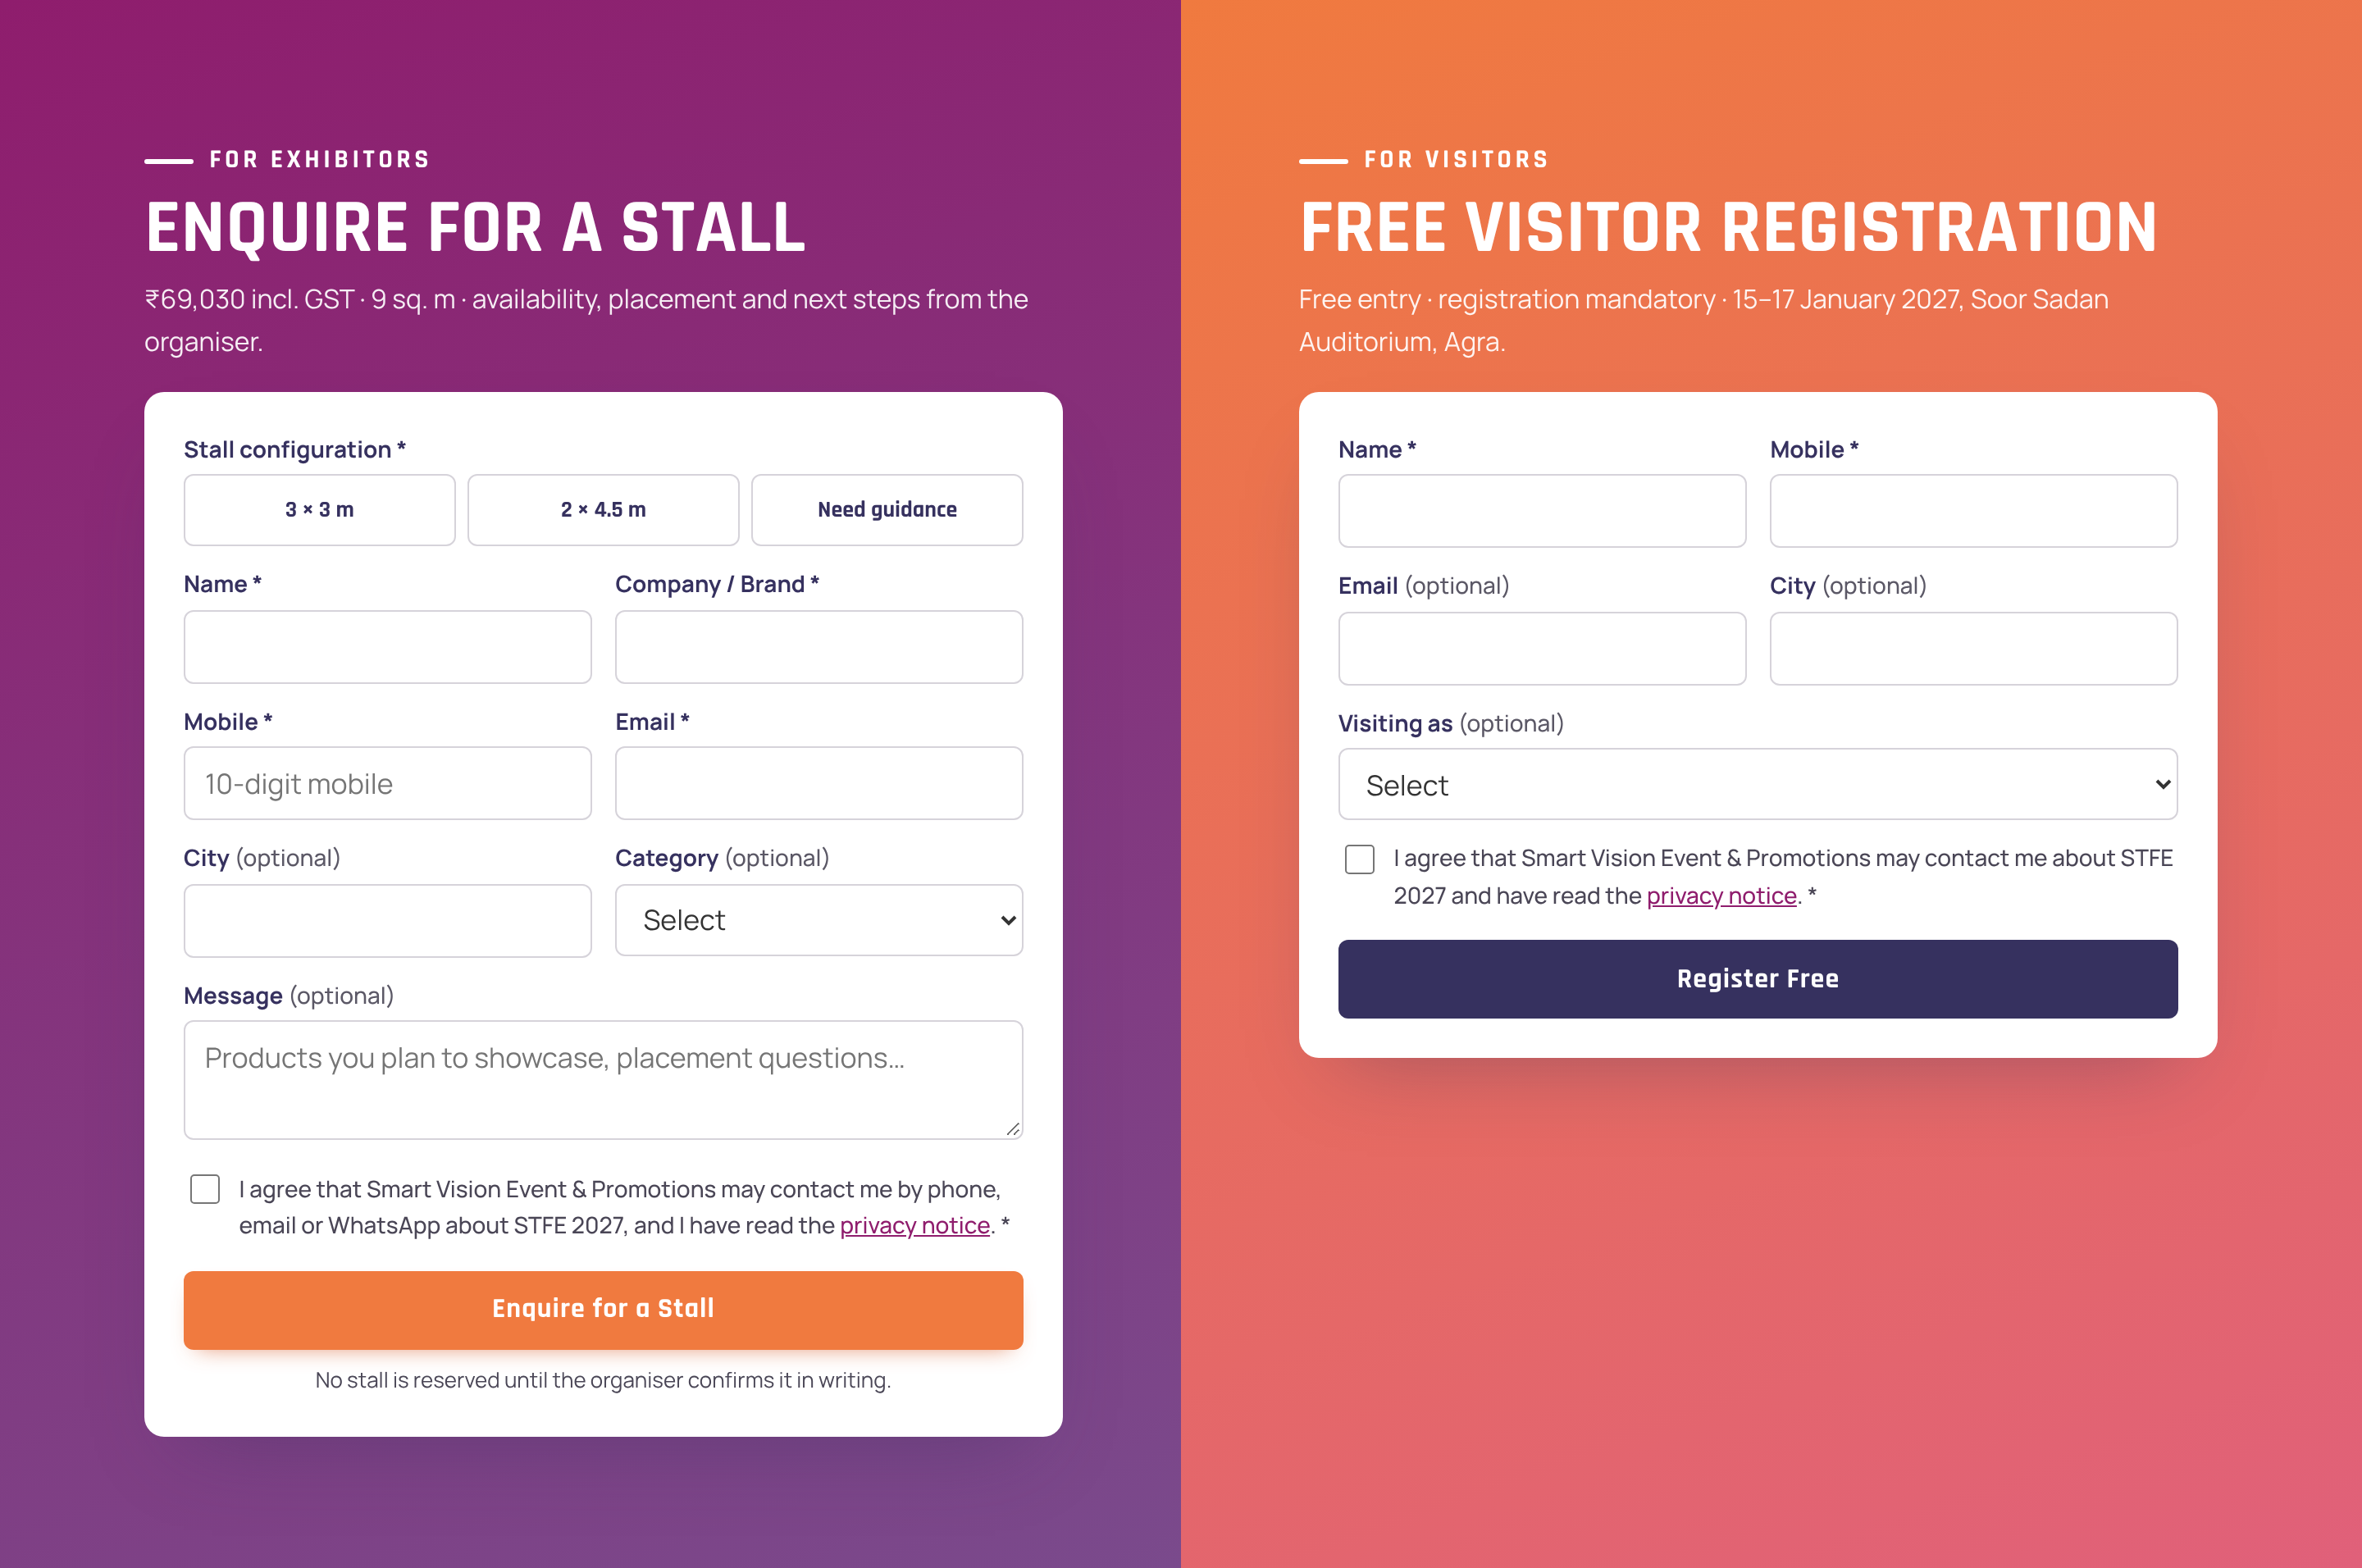 FOR EXHIBITORS
ENQUIRE FOR A STALL
₹69,030 incl. GST · 9 sq. m · availability, placement and next steps from the
organiser.
Stall configuration *
3 × 3 m
2 × 4.5 m
Need guidance
Name *
Company / Brand *
Mobile *
Email *
10-digit mobile
City (optional)
Category (optional)
Select
Message (optional)
Products you plan to showcase, placement questions...
I agree that Smart Vision Event & Promotions may contact me by phone,
email or WhatsApp about STFE 2027, and I have read the privacy notice. *
Enquire for a Stall
No stall is reserved until the organiser confirms it in writing.
FOR VISITORS
FREE VISITOR REGISTRATION
Free entry · registration mandatory · 15–17 January 2027, Soor Sadan
Auditorium, Agra.
Name *
Mobile *
Email (optional)
City (optional)
Visiting as (optional)
Select
I agree that Smart Vision Event & Promotions may contact me about STFE
2027 and have read the privacy notice. *
Register Free